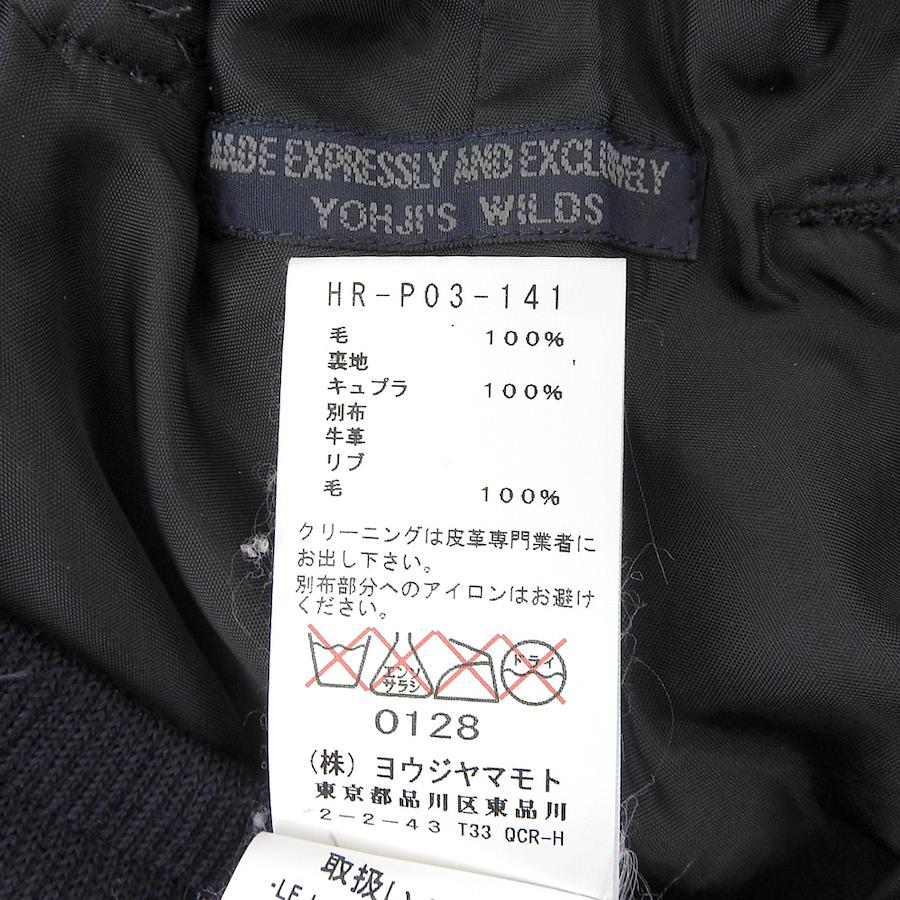 MADE EXPRESSLY AND EXCLUSIVELY
YOHJI'S WILDS
HR-P03-141
毛 100%
裏地
キュプラ 100%
別布
牛革
リブ
毛 100%
クリーニングは皮革専門業者に
お出し下さい。
別布部分へのアイロンはお避け
ください。
エンソ
サラシ
ドライ
0128
(株) ヨウジヤマモト
東京都品川区東品川
2-2-43 T33 QCR-H
取扱い